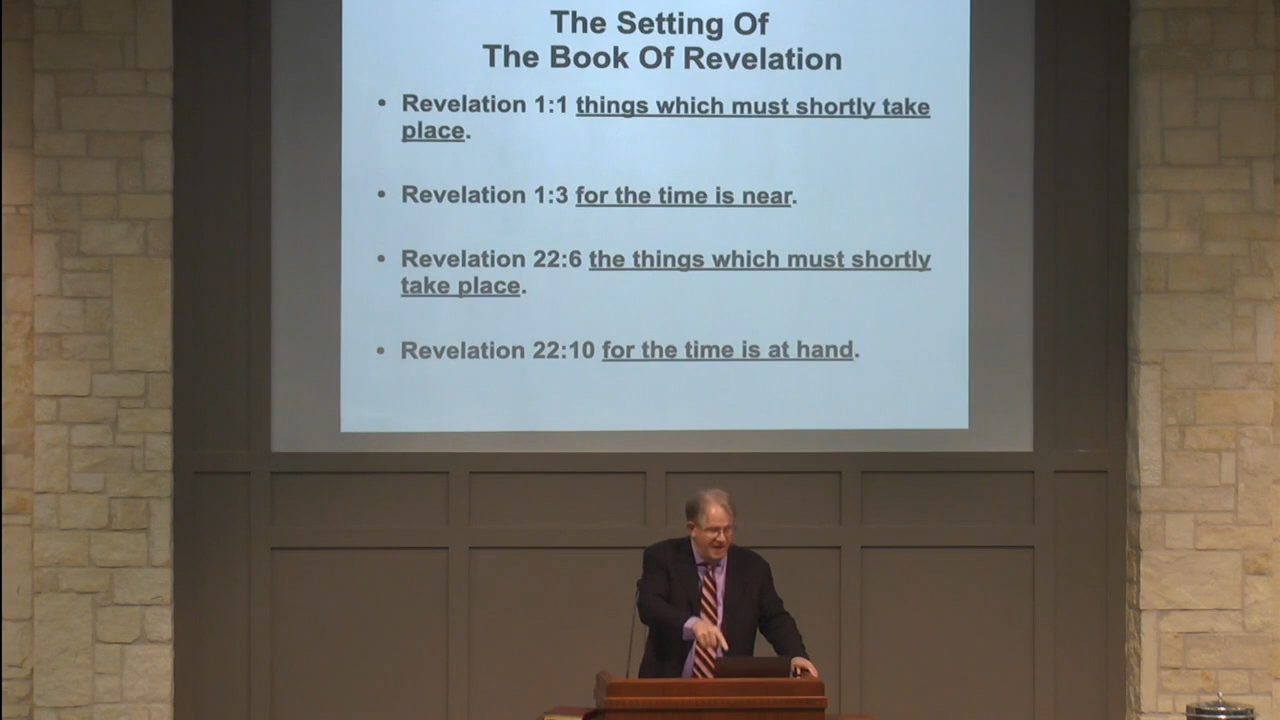 The Setting Of
The Book Of Revelation
• Revelation 1:1 things which must shortly take
place.
• Revelation 1:3 for the time is near.
• Revelation 22:6 the things which must shortly
take place.
• Revelation 22:10 for the time is at hand.